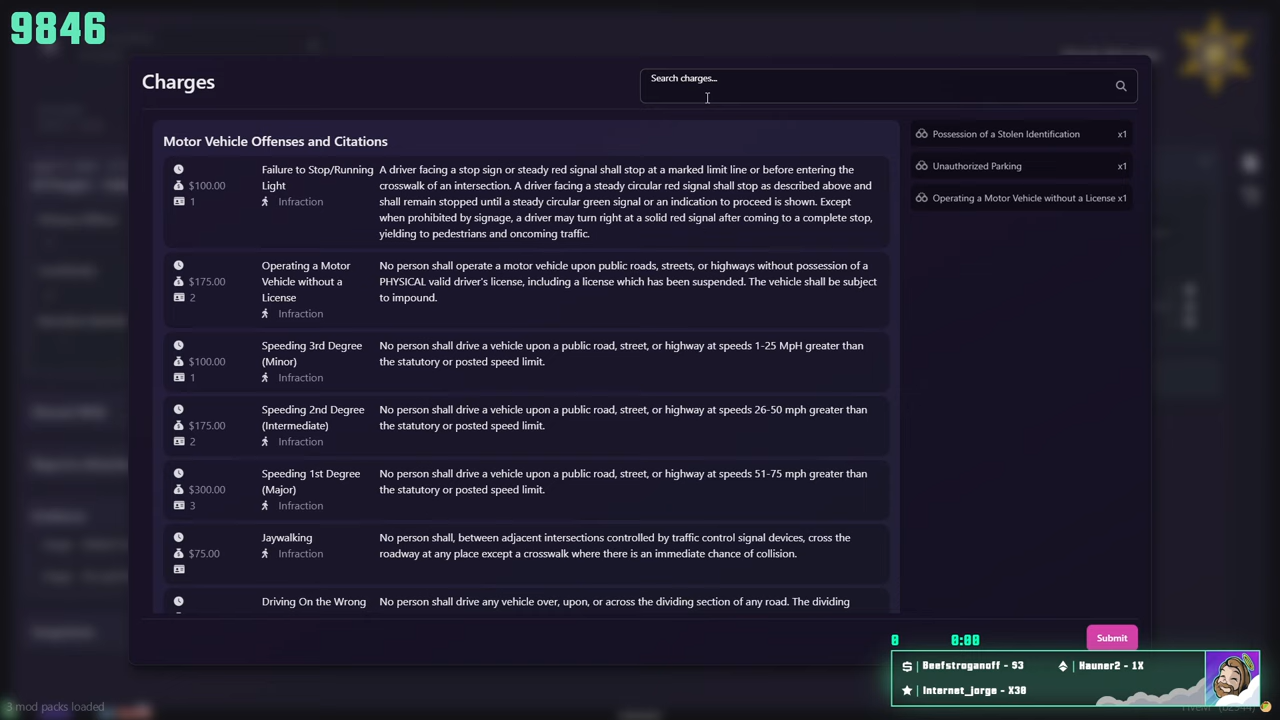 9846
Charges
Search charges...
Motor Vehicle Offenses and Citations
Failure to Stop/Running Light
$100.00
1
Infraction
A driver facing a stop sign or steady red signal shall stop at a marked limit line or before entering the
crosswalk of an intersection. A driver facing a steady circular red signal shall stop as described above and
shall remain stopped until a steady circular green signal or an indication to proceed is shown. Except
when prohibited by signage, a driver may turn right at a solid red signal after coming to a complete stop,
yielding to pedestrians and oncoming traffic.
$175.00
2
Operating a Motor
Vehicle without a
License
Infraction
No person shall operate a motor vehicle upon public roads, streets, or highways without possession of a
PHYSICAL valid driver's license, including a license which has been suspended. The vehicle shall be subject
to impound.
$100.00
1
Speeding 3rd Degree
(Minor)
Infraction
No person shall drive a vehicle upon a public road, street, or highway at speeds 1-25 MpH greater than
the statutory or posted speed limit.
$175.00
2
Speeding 2nd Degree
(Intermediate)
Infraction
No person shall drive a vehicle upon a public road, street, or highway at speeds 26-50 mph greater than
the statutory or posted speed limit.
$300.00
3
Speeding 1st Degree
(Major)
Infraction
No person shall drive a vehicle upon a public road, street, or highway at speeds 51-75 mph greater than
the statutory or posted speed limit.
$75.00
Jaywalking
Infraction
No person shall, between adjacent intersections controlled by traffic control signal devices, cross the
roadway at any place except a crosswalk where there is an immediate chance of collision.
Driving On the Wrong
No person shall drive any vehicle over, upon, or across the dividing section of any road. The dividing
Possession of a Stolen Identification x1
Unauthorized Parking x1
Operating a Motor Vehicle without a License x1
Submit
0 0:00
Beefstroganoff - 93
Hauner2 - 1X
Internet_jorge - X38
3 mod packs loaded